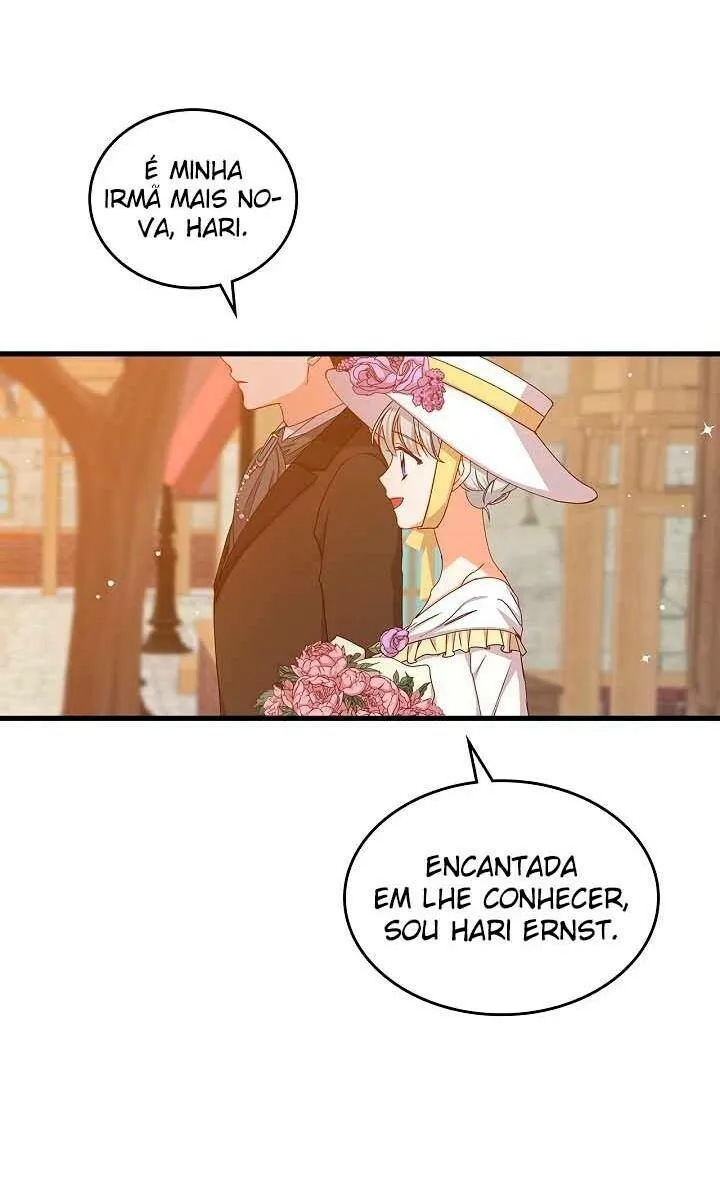 É MINHA
IRMÃ MAIS NO-
VA, HARI.
ENCANTADA
EM LHE CONHECER,
SOU HARI ERNST.